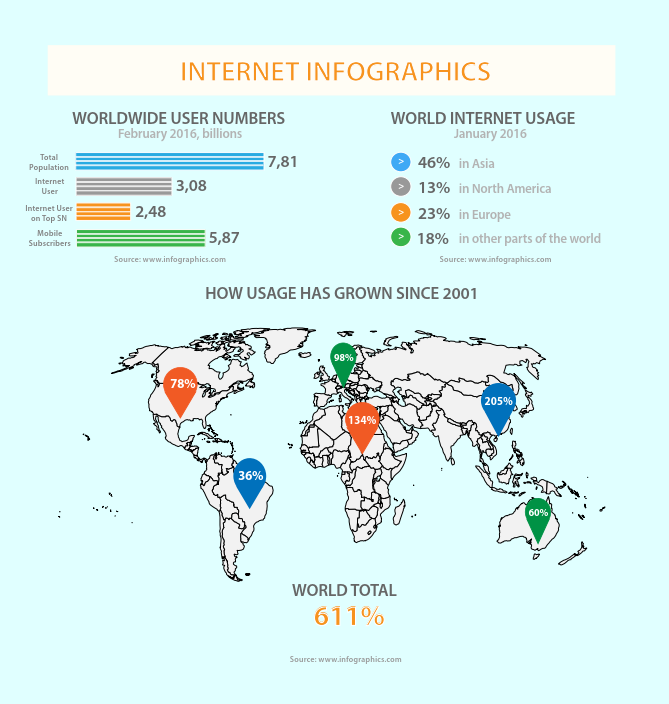 INTERNET INFOGRAPHICS
WORLDWIDE USER NUMBERS
February 2016, billions
Total
Population
7,81
Internet
User
3,08
Internet User
on Top SN
2,48
Mobile
Subscribers
5,87
Source: www.infographics.com
WORLD INTERNET USAGE
January 2016
> 46% in Asia
> 13% in North America
> 23% in Europe
> 18% in other parts of the world
Source: www.infographics.com
HOW USAGE HAS GROWN SINCE 2001
98%
78%
205%
134%
36%
60%
WORLD TOTAL
611%
Source: www.infographics.com